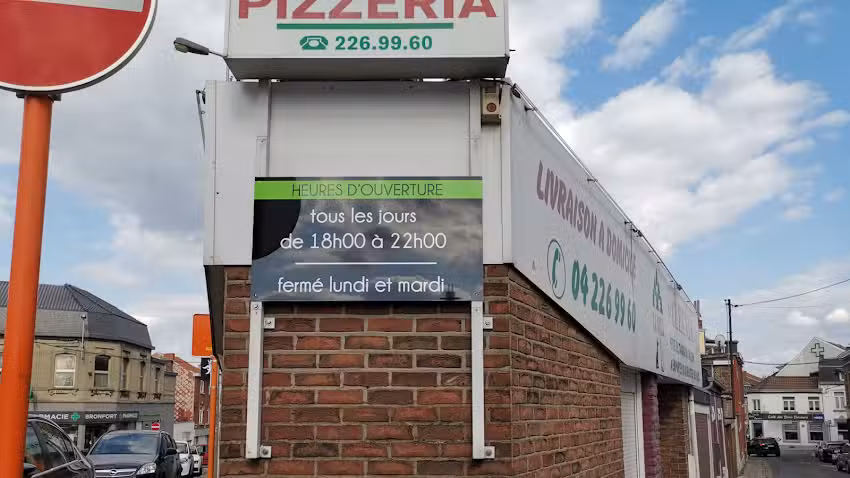 PIZZERIA
226.99.60
HEURES D'OUVERTURE
tous les jours
de 18h00 à 22h00
fermé lundi et mardi
LIVRAISON A DOMICILE
04 226 99 60
PHARMACIE BRONFORT